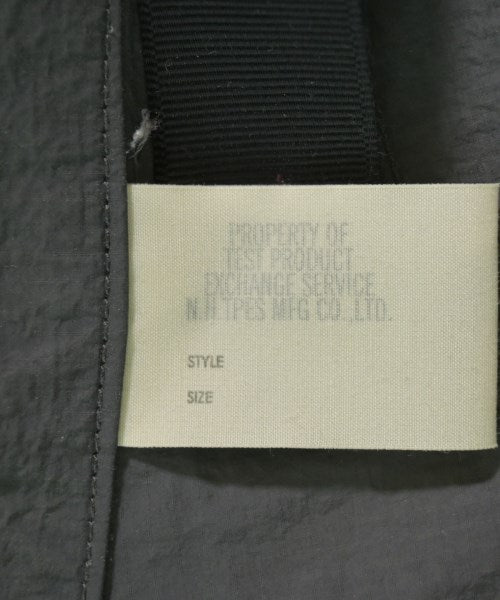 PROPERTY OF
TEST PRODUCT
EXCHANGE SERVICE
N.H TPES MFG CO.,LTD.
STYLE
SIZE